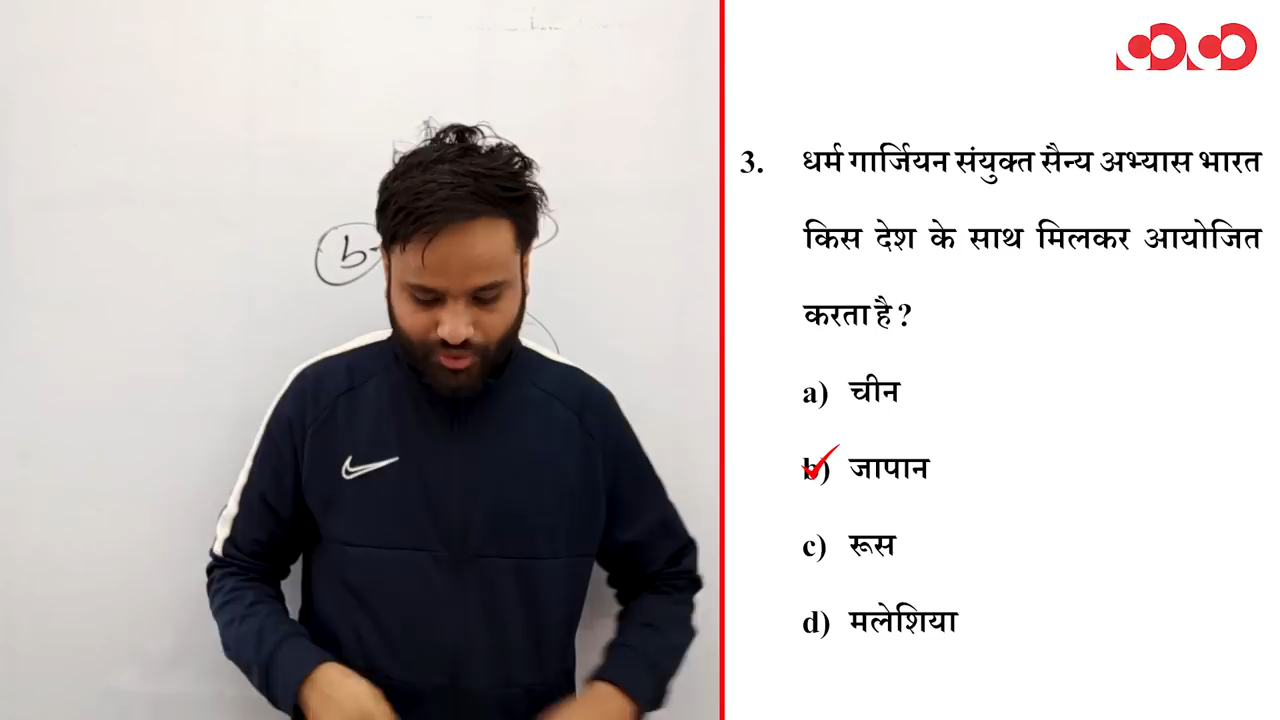 b-
3. धर्म गार्जियन संयुक्त सैन्य अभ्यास भारत
किस देश के साथ मिलकर आयोजित
करता है ?
a) चीन
b) जापान
c) रूस
d) मलेशिया